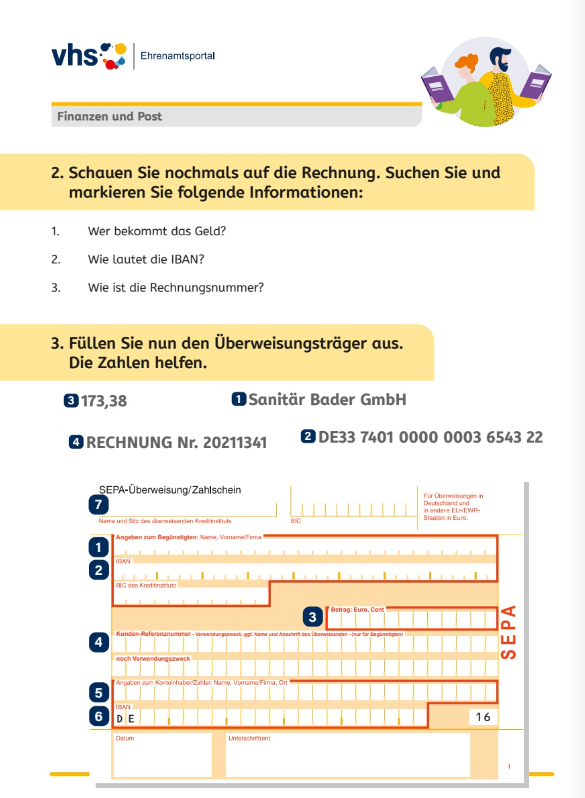 vhs Ehrenamtsportal
Finanzen und Post
2. Schauen Sie nochmals auf die Rechnung. Suchen Sie und
markieren Sie folgende Informationen:
1. Wer bekommt das Geld?
2. Wie lautet die IBAN?
3. Wie ist die Rechnungsnummer?
3. Füllen Sie nun den Überweisungsträger aus.
Die Zahlen helfen.
3 173,38
1 Sanitär Bader GmbH
4 RECHNUNG Nr. 20211341
2 DE33 7401 0000 0003 6543 22
SEPA-Überweisung/Zahlschein
7
Für Überweisungen in
Deutschland und
in andere EU-/EWR-
Staaten in Euro.
Name und Sitz des überweisenden Kreditinstituts
BIC
1 Angaben zum Begünstigten: Name, Vorname/Firma
2 IBAN
BIC des Kreditinstituts
3 Betrag: Euro, Cent
4 Kunden-Referenznummer - Verwendungszweck, ggf. Name und Anschrift des Überweisenden - (nur für Begünstigten)
noch Verwendungszweck
SEPA
5 Angaben zum Kontoinhaber/Zahler: Name, Vorname/Firma, Ort
6 IBAN
D E
16
Datum
Unterschrift(en)
I